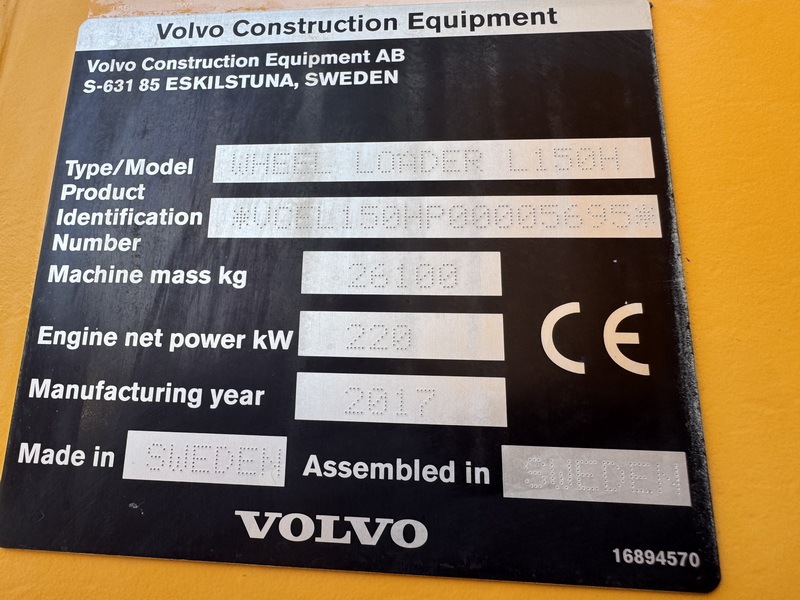 Volvo Construction Equipment
Volvo Construction Equipment AB
S-631 85 ESKILSTUNA, SWEDEN
Type/Model WHEEL LOADER L150H
Product
Identification *VCEL150HP00005695*
Number
Machine mass kg 26100
Engine net power kW 220
CE
Manufacturing year 2017
Made in SWEDEN Assembled in SWEDEN
VOLVO
16894570